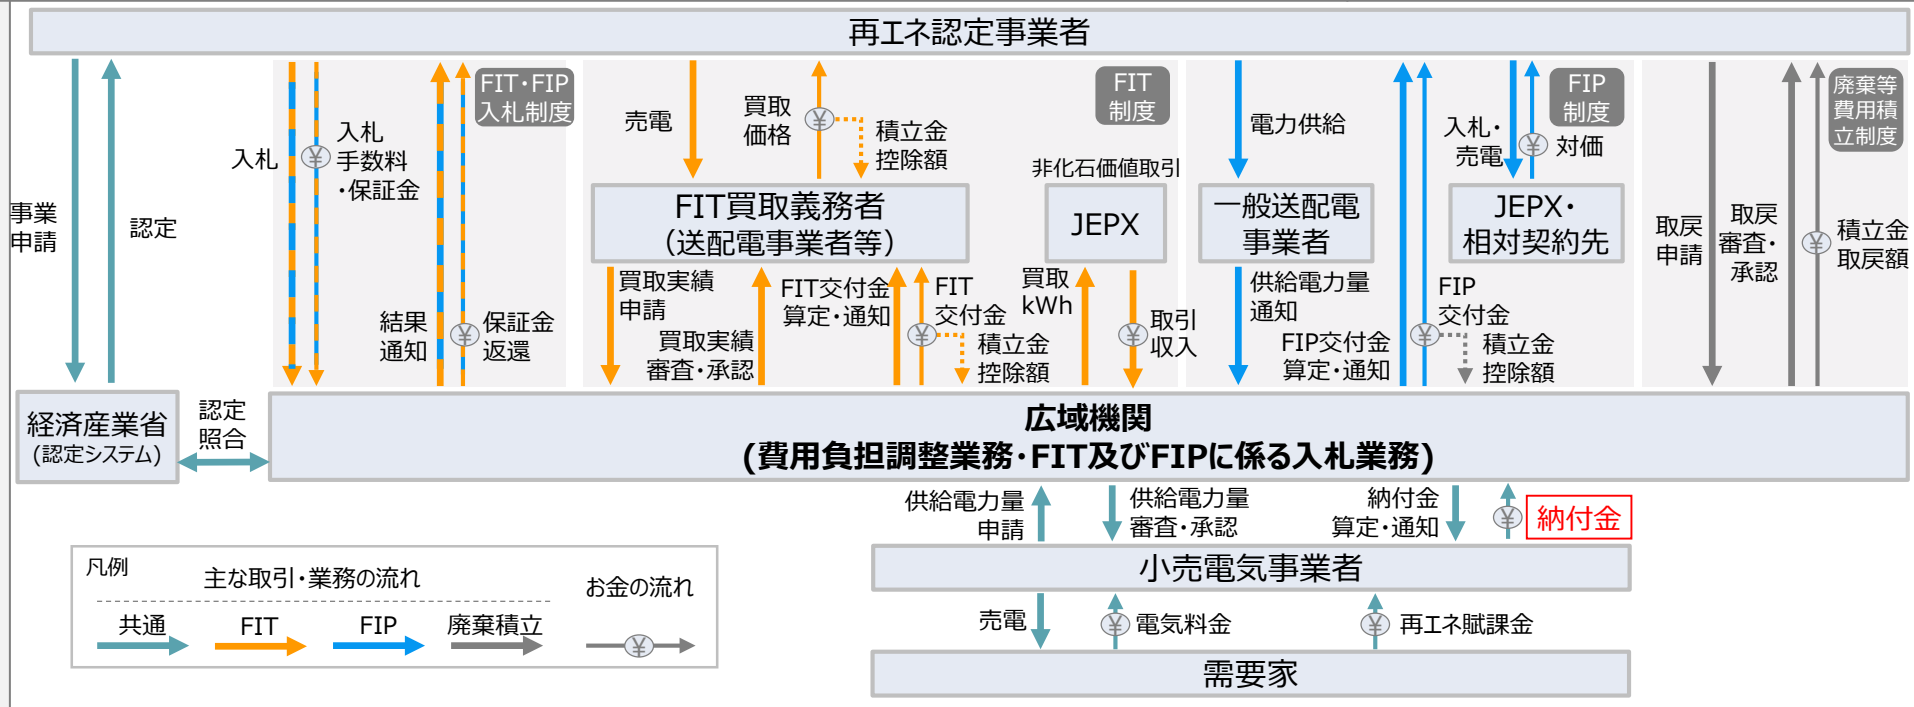 再エネ認定事業者
事業
申請
認定
入札
¥
入札
手数料
・保証金
FIT・FIP
入札制度
結果
通知
¥
保証金
返還
売電
買取
価格
¥
積立金
控除額
FIT
制度
FIT買取義務者
（送配電事業者等）
非化石価値取引
JEPX
買取実績
申請
買取実績
審査・承認
FIT交付金
算定・通知
FIT
交付金
¥
積立金
控除額
買取
kWh
¥
取引
収入
電力供給
入札・
売電
¥
対価
FIP
制度
一般送配電
事業者
JEPX・
相対契約先
供給電力量
通知
FIP交付金
算定・通知
FIP
交付金
¥
積立金
控除額
廃棄等
費用積
立制度
取戻
申請
取戻
審査・
承認
¥
積立金
取戻額
経済産業省
(認定システム)
認定
照合
広域機関
(費用負担調整業務・FIT及びFIPに係る入札業務)
供給電力量
申請
供給電力量
審査・承認
納付金
算定・通知
¥
納付金
小売電気事業者
売電
¥
電気料金
¥
再エネ賦課金
需要家
凡例
主な取引・業務の流れ
お金の流れ
共通
FIT
FIP
廃棄積立
¥